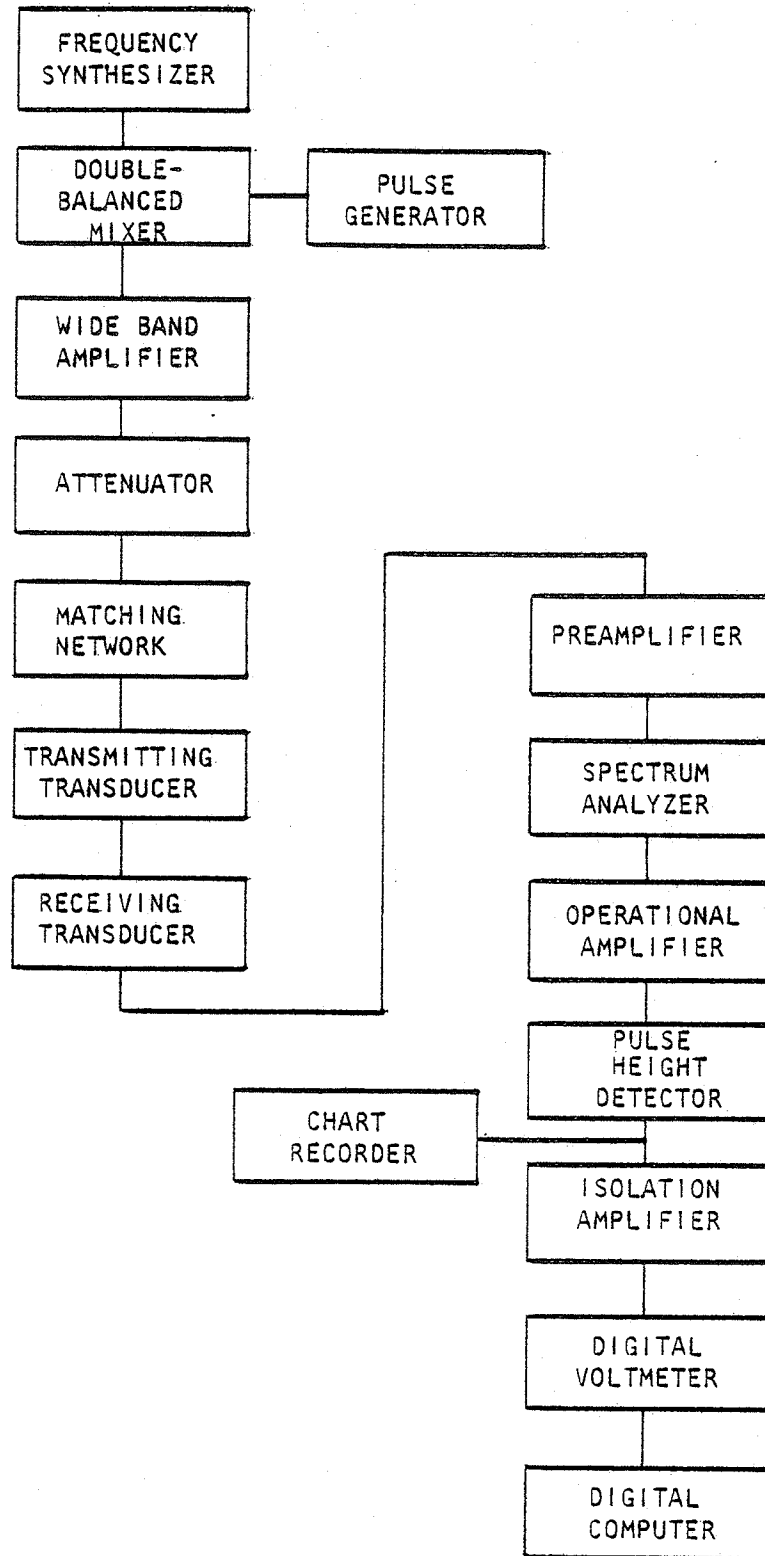 FREQUENCY
SYNTHESIZER
DOUBLE-
BALANCED
MIXER
PULSE
GENERATOR
WIDE BAND
AMPLIFIER
ATTENUATOR
MATCHING
NETWORK
TRANSMITTING
TRANSDUCER
RECEIVING
TRANSDUCER
PREAMPLIFIER
SPECTRUM
ANALYZER
OPERATIONAL
AMPLIFIER
PULSE
HEIGHT
DETECTOR
CHART
RECORDER
ISOLATION
AMPLIFIER
DIGITAL
VOLTMETER
DIGITAL
COMPUTER